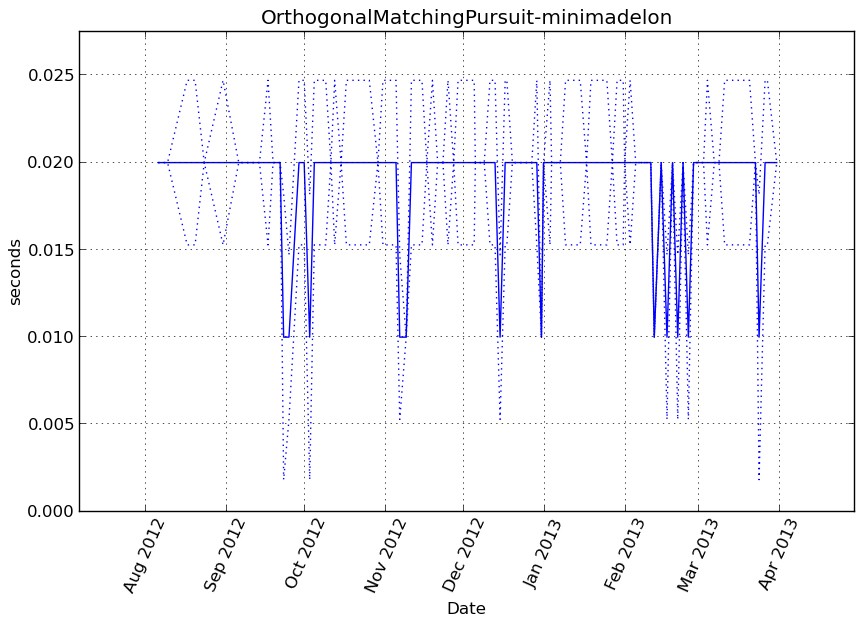 OrthogonalMatchingPursuit-minimadelon
0.025
0.020
0.015
0.010
0.005
0.000
seconds
Aug 2012
Sep 2012
Oct 2012
Nov 2012
Dec 2012
Jan 2013
Feb 2013
Mar 2013
Apr 2013
Date